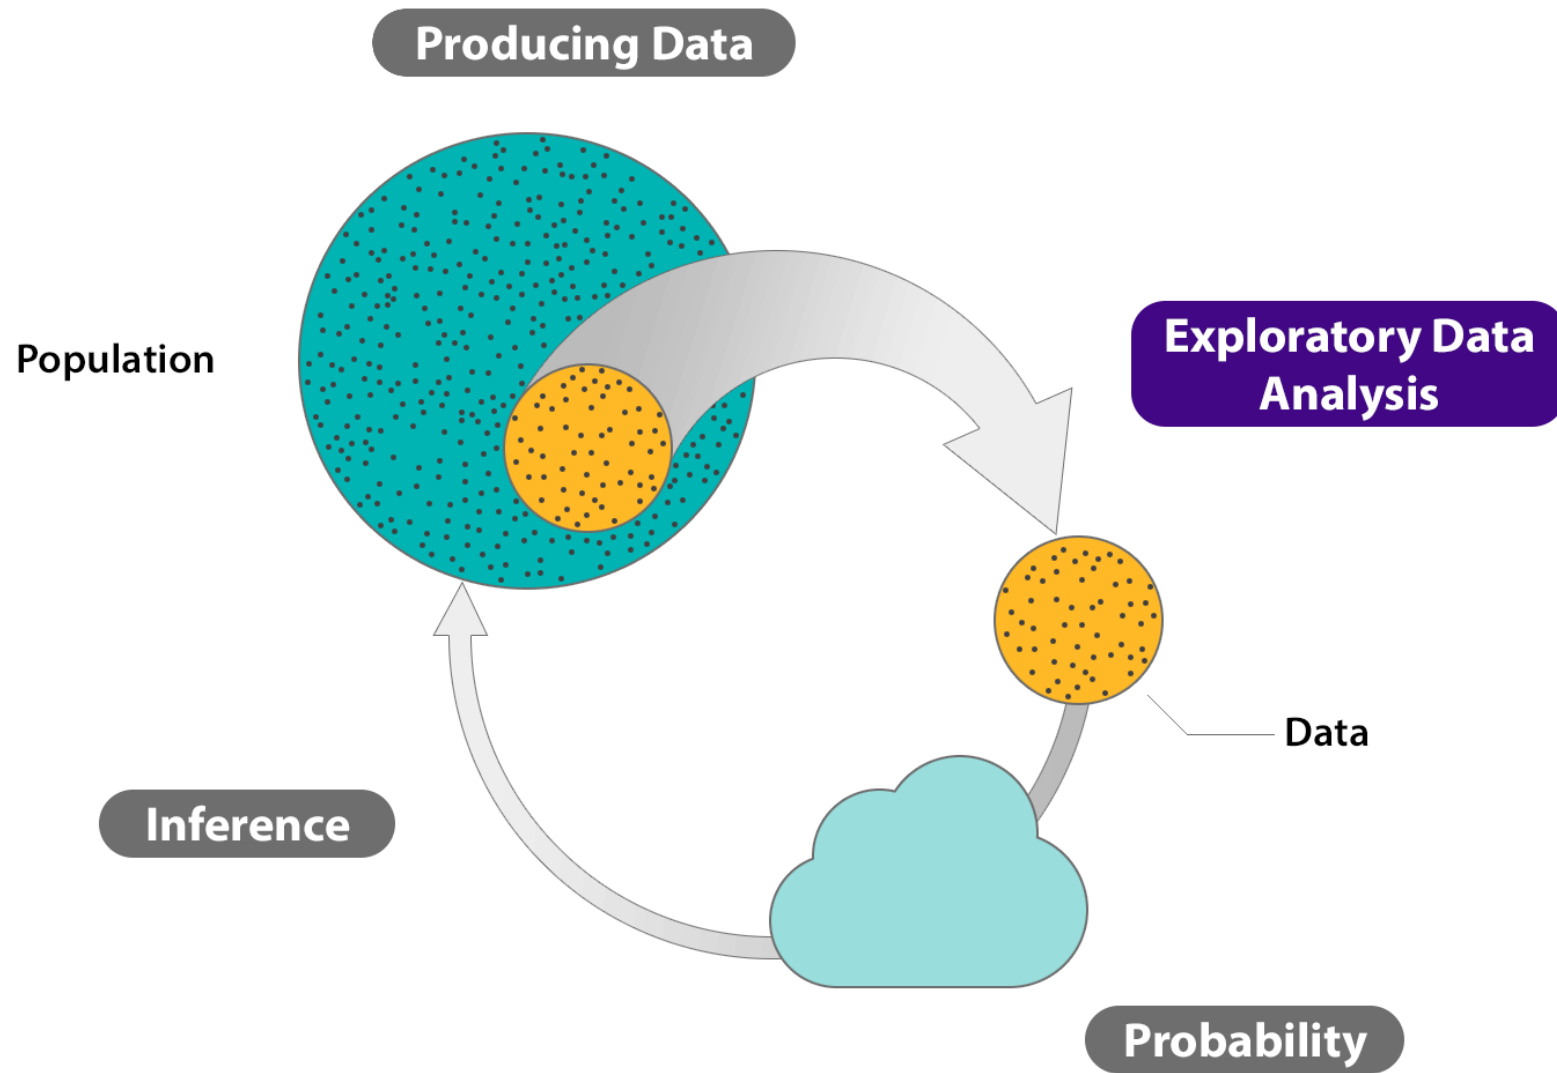 Producing Data
Population
Exploratory Data
Analysis
Data
Inference
Probability